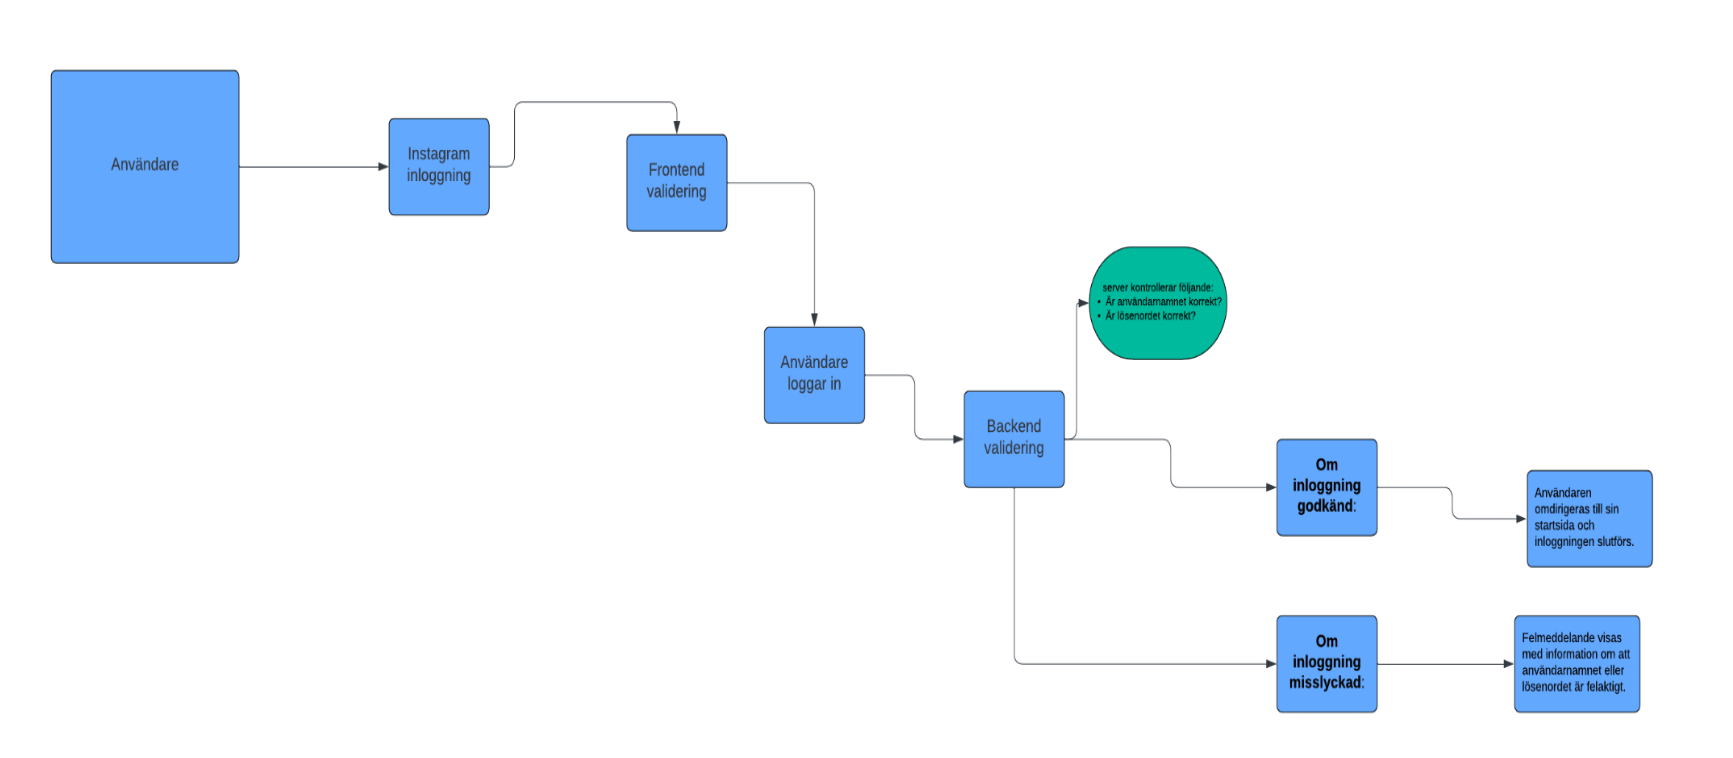 Användare
Instagram
inloggning
Frontend
validering
Användare
loggar in
Backend
validering
server kontrollerar följande:
• Är användarnamnet korrekt?
• Är lösenordet korrekt?
Om
inloggning
godkänd:
Användaren
omdirigeras till sin
startsida och
inloggningen slutförs.
Om
inloggning
misslyckad:
Felmeddelande visas
med information om att
användarnamnet eller
lösenordet är felaktigt.